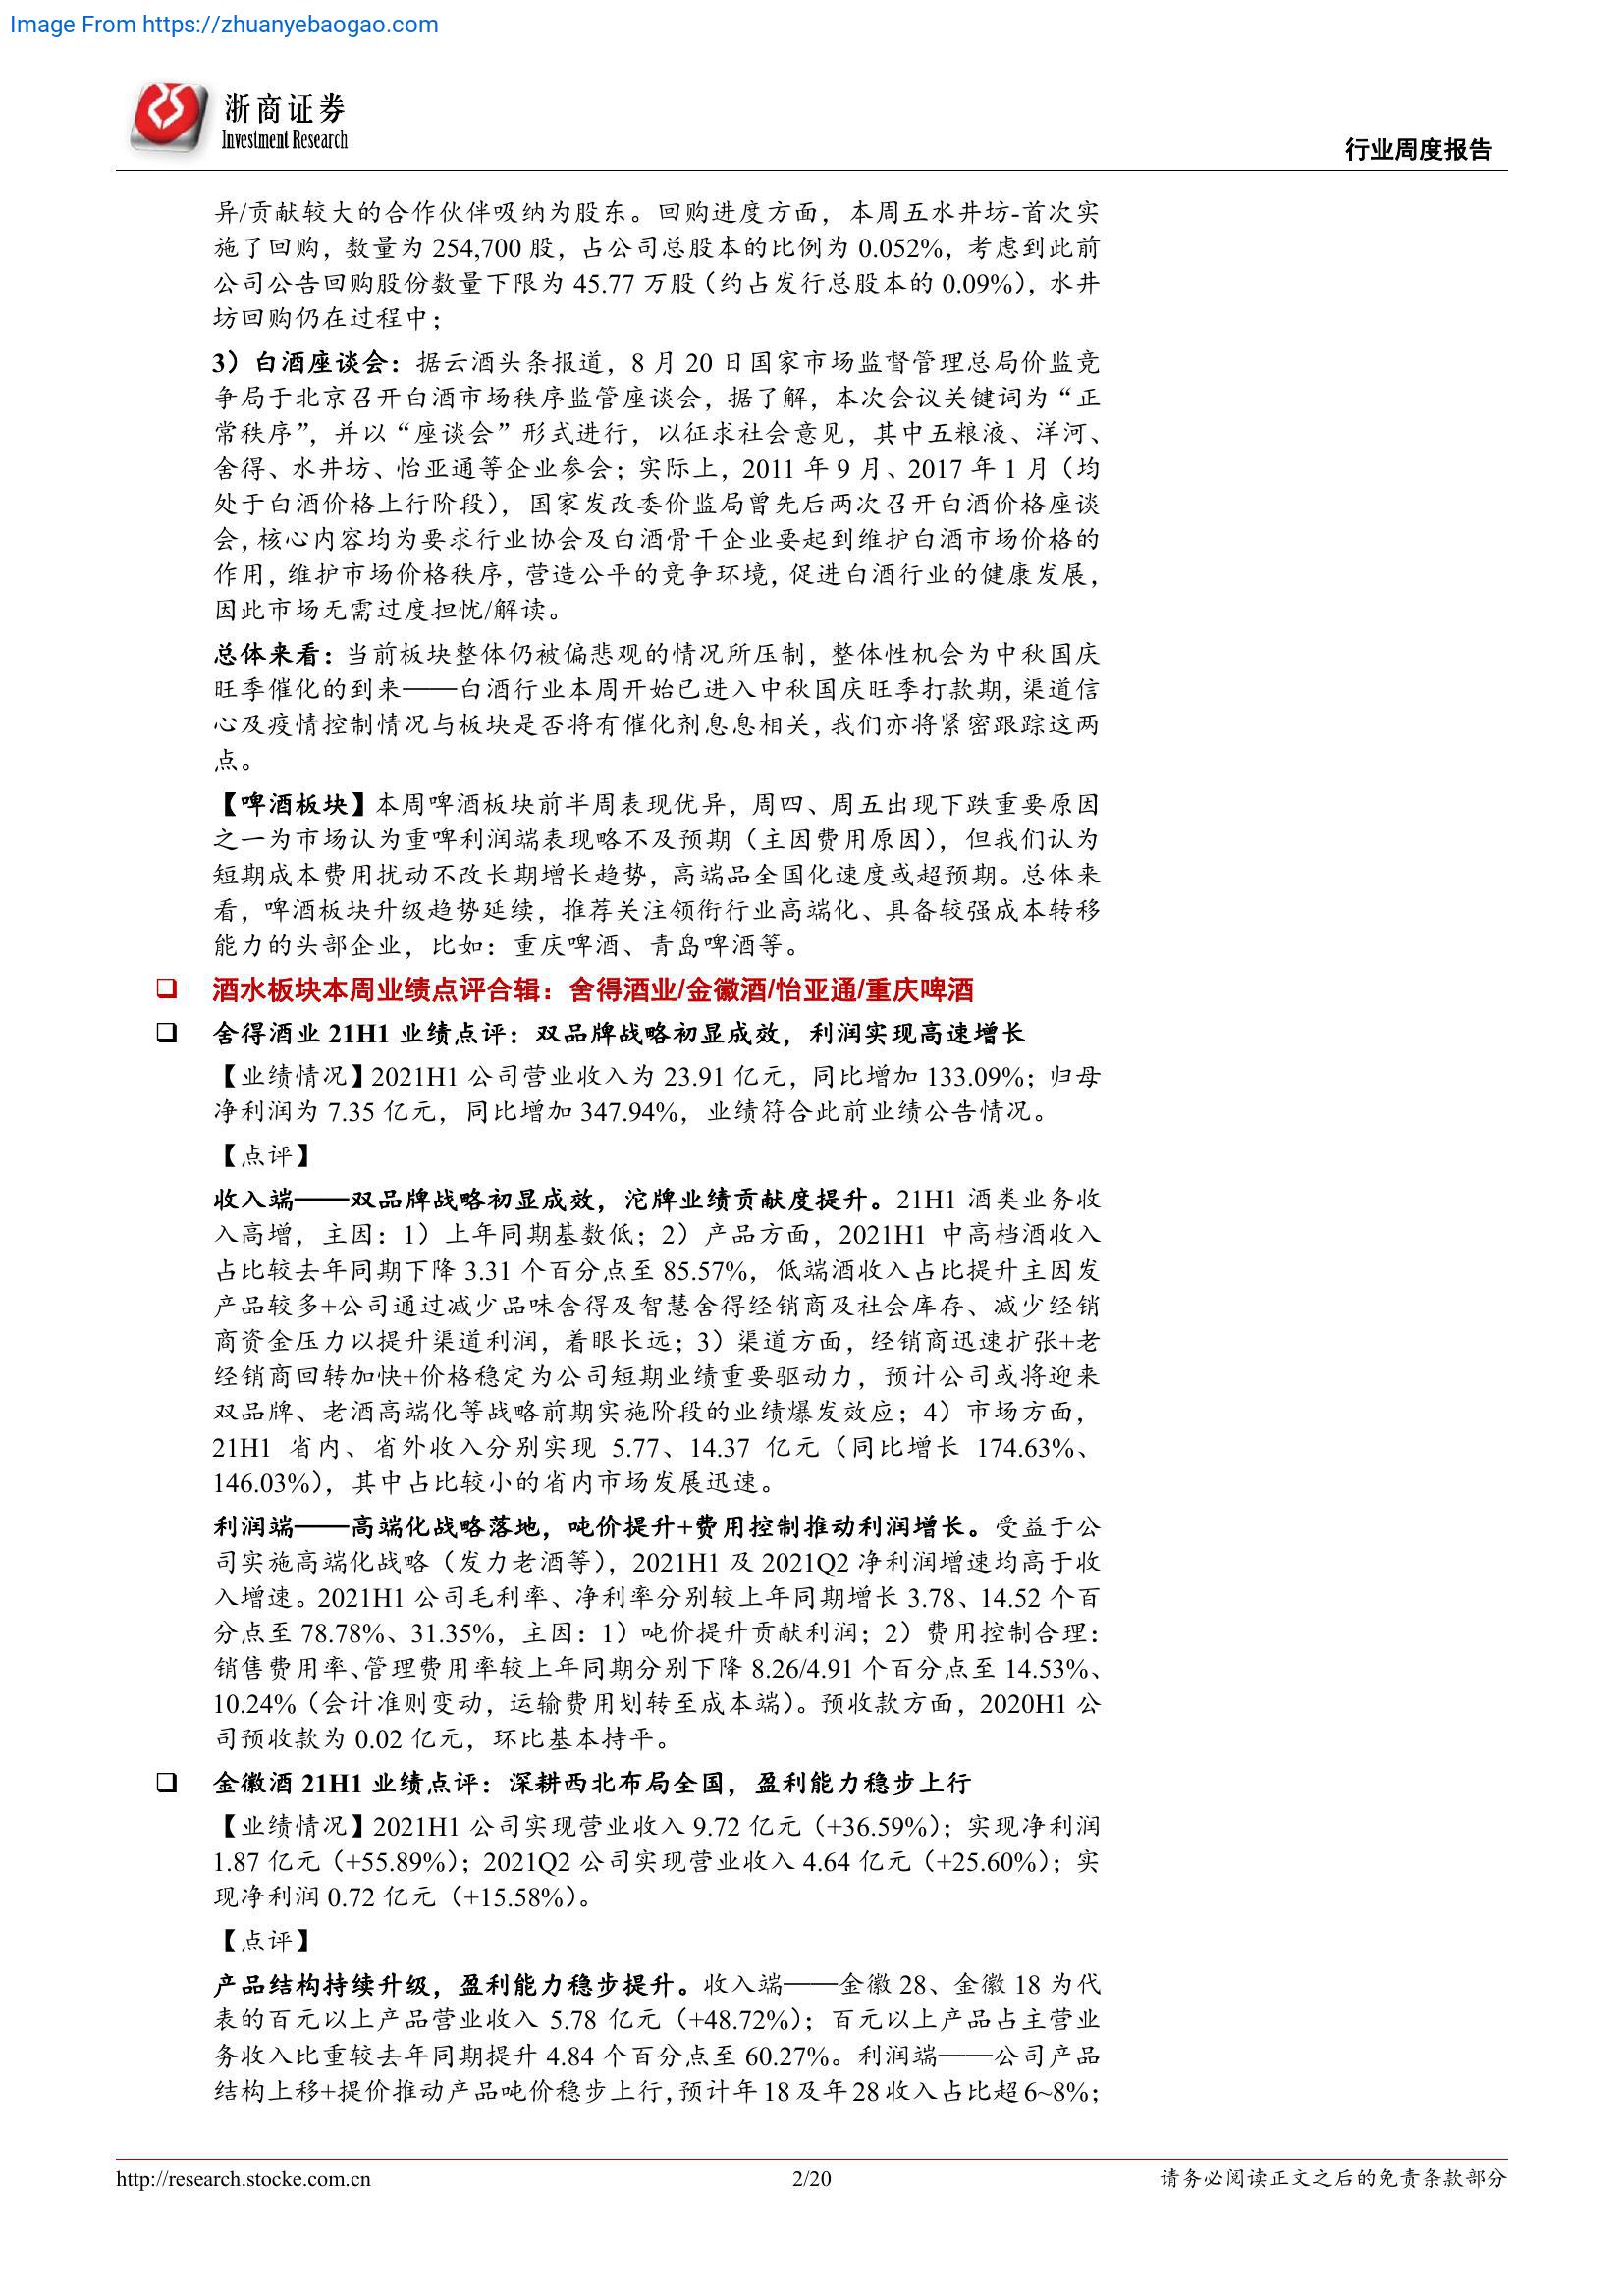 Image From https://zhuanyebaogao.com
浙商证券
Investment Research
行业周度报告
异/贡献较大的合作伙伴吸纳为股东。回购进度方面，本周五水井坊-首次实
施了回购，数量为 254,700 股，占公司总股本的比例为 0.052%，考虑到此前
公司公告回购股份数量下限为 45.77 万股（约占发行总股本的 0.09%），水井
坊回购仍在过程中；
3）白酒座谈会：据云酒头条报道，8 月 20 日国家市场监督管理总局价监竞
争局于北京召开白酒市场秩序监管座谈会，据了解，本次会议关键词为“正
常秩序”，并以“座谈会”形式进行，以征求社会意见，其中五粮液、洋河、
舍得、水井坊、怡亚通等企业参会；实际上，2011 年 9 月、2017 年 1 月（均
处于白酒价格上行阶段），国家发改委价监局曾先后两次召开白酒价格座谈
会，核心内容均为要求行业协会及白酒骨干企业要起到维护白酒市场价格的
作用，维护市场价格秩序，营造公平的竞争环境，促进白酒行业的健康发展，
因此市场无需过度担忧/解读。
总体来看：当前板块整体仍被偏悲观的情况所压制，整体性机会为中秋国庆
旺季催化的到来——白酒行业本周开始已进入中秋国庆旺季打款期，渠道信
心及疫情控制情况与板块是否将有催化剂息息相关，我们亦将紧密跟踪这两
点。
【啤酒板块】本周啤酒板块前半周表现优异，周四、周五出现下跌重要原因
之一为市场认为重啤利润端表现略不及预期（主因费用原因），但我们认为
短期成本费用扰动不改长期增长趋势，高端品全国化速度或超预期。总体来
看，啤酒板块升级趋势延续，推荐关注领衔行业高端化、具备较强成本转移
能力的头部企业，比如：重庆啤酒、青岛啤酒等。
❑ 酒水板块本周业绩点评合辑：舍得酒业/金徽酒/怡亚通/重庆啤酒
❑ 舍得酒业 21H1 业绩点评：双品牌战略初显成效，利润实现高速增长
【业绩情况】2021H1 公司营业收入为 23.91 亿元，同比增加 133.09%；归母
净利润为 7.35 亿元，同比增加 347.94%，业绩符合此前业绩公告情况。
【点评】
收入端——双品牌战略初显成效，沱牌业绩贡献度提升。21H1 酒类业务收
入高增，主因：1）上年同期基数低；2）产品方面，2021H1 中高档酒收入
占比较去年同期下降 3.31 个百分点至 85.57%，低端酒收入占比提升主因发
产品较多+公司通过减少品味舍得及智慧舍得经销商及社会库存、减少经销
商资金压力以提升渠道利润，着眼长远；3）渠道方面，经销商迅速扩张+老
经销商回转加快+价格稳定为公司短期业绩重要驱动力，预计公司或将迎来
双品牌、老酒高端化等战略前期实施阶段的业绩爆发效应；4）市场方面，
21H1 省内、省外收入分别实现 5.77、14.37 亿元（同比增长 174.63%、
146.03%），其中占比较小的省内市场发展迅速。
利润端——高端化战略落地，吨价提升+费用控制推动利润增长。受益于公
司实施高端化战略（发力老酒等），2021H1 及 2021Q2 净利润增速均高于收
入增速。2021H1 公司毛利率、净利率分别较上年同期增长 3.78、14.52 个百
分点至 78.78%、31.35%，主因：1）吨价提升贡献利润；2）费用控制合理：
销售费用率、管理费用率较上年同期分别下降 8.26/4.91 个百分点至 14.53%、
10.24%（会计准则变动，运输费用划转至成本端）。预收款方面，2020H1 公
司预收款为 0.02 亿元，环比基本持平。
❑ 金徽酒 21H1 业绩点评：深耕西北布局全国，盈利能力稳步上行
【业绩情况】2021H1 公司实现营业收入 9.72 亿元（+36.59%）；实现净利润
1.87 亿元（+55.89%）；2021Q2 公司实现营业收入 4.64 亿元（+25.60%）；实
现净利润 0.72 亿元（+15.58%）。
【点评】
产品结构持续升级，盈利能力稳步提升。收入端——金徽 28、金徽 18 为代
表的百元以上产品营业收入 5.78 亿元（+48.72%）；百元以上产品占主营业
务收入比重较去年同期提升 4.84 个百分点至 60.27%。利润端——公司产品
结构上移+提价推动产品吨价稳步上行，预计年 18 及年 28 收入占比超 6~8%；
http://research.stocke.com.cn
2/20
请务必阅读正文之后的免责条款部分